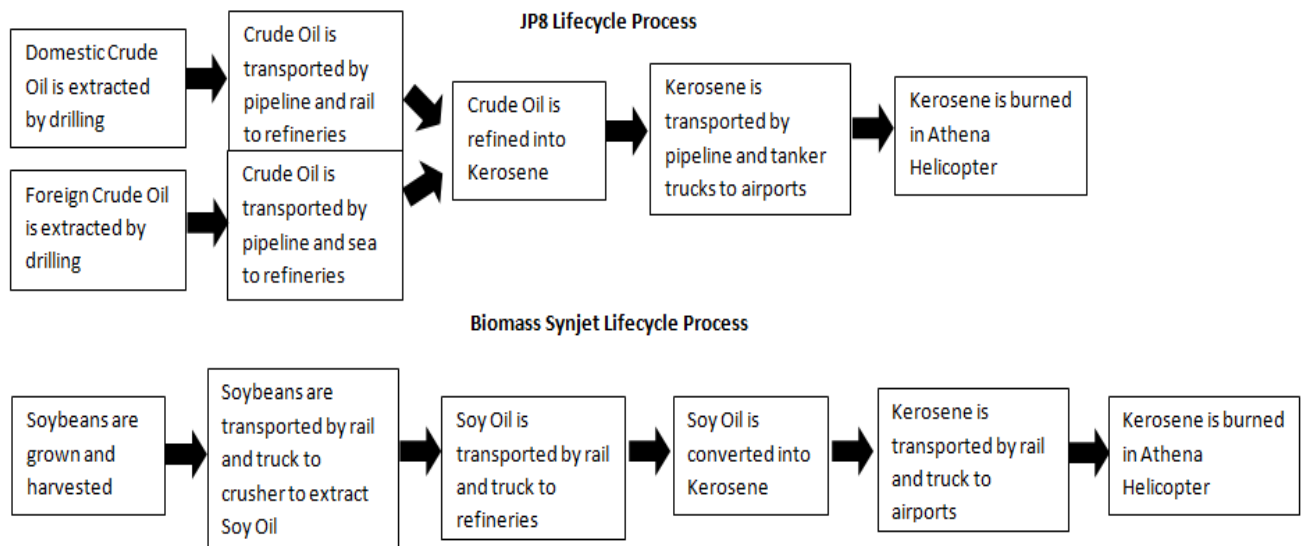 JP8 Lifecycle Process
Domestic Crude
Oil is extracted
by drilling
Crude Oil is
transported by
pipeline and rail
to refineries
Foreign Crude Oil
is extracted by
drilling
Crude Oil is
transported by
pipeline and sea
to refineries
Crude Oil is
refined into
Kerosene
Kerosene is
transported by
pipeline and tanker
trucks to airports
Kerosene is burned
in Athena
Helicopter
Biomass Synjet Lifecycle Process
Soybeans are
grown and
harvested
Soybeans are
transported by rail
and truck to
crusher to extract
Soy Oil
Soy Oil is
transported by rail
and truck to
refineries
Soy Oil is
converted into
Kerosene
Kerosene is
transported by rail
and truck to
airports
Kerosene is burned
in Athena
Helicopter